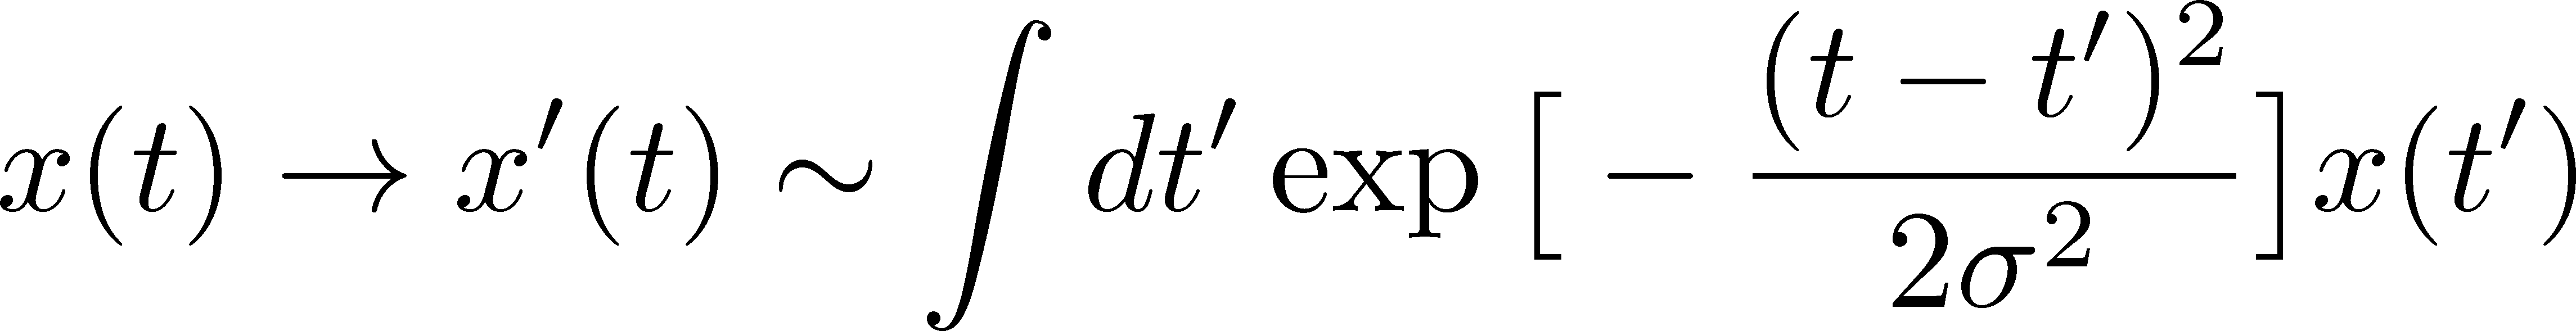 x(t) → x′(t) ∼ ∫ dt′ exp [ − (t − t′)² / 2σ² ] x(t′)